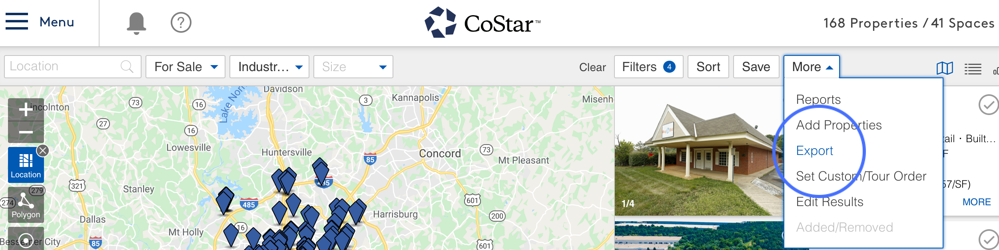 Menu
?
CoStar™
168 Properties / 41 Spaces
Location
For Sale
Industr...
Size
Clear
Filters 4
Sort
Save
More
Reports
Add Properties
Export
Set Custom/Tour Order
Edit Results
Added/Removed
Location
Polygon
incolnton
73
27
16
16
Lake Nor
Davidson
3
Kannapolis
Misenh
Lowesville
Huntersville
85
Concord
73
Mt Pleasant
321
279
274
Stanley
485
485
601
Harrisburg
200
Dallas
Mt Holly
16
Bessemer City
85
601
1/4
tail · Built...
F
57/SF)
MORE